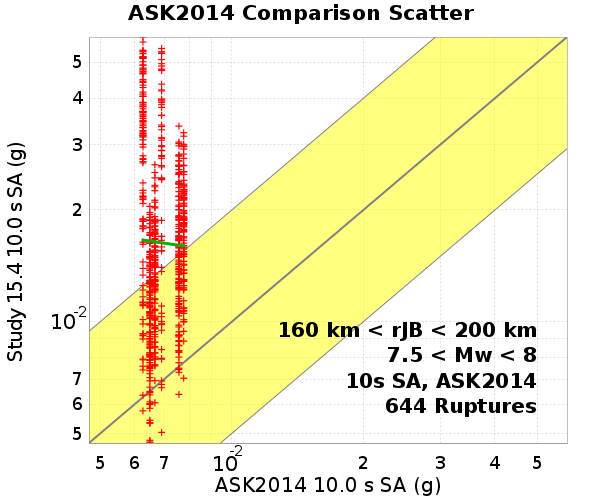 ASK2014 Comparison Scatter
Study 15.4 10.0 s SA (g)
5
4
3
2
10-2
7
6
5
160 km < rJB < 200 km
7.5 < Mw < 8
10s SA, ASK2014
644 Ruptures
5 6 7 10-2 2 3 4 5
ASK2014 10.0 s SA (g)